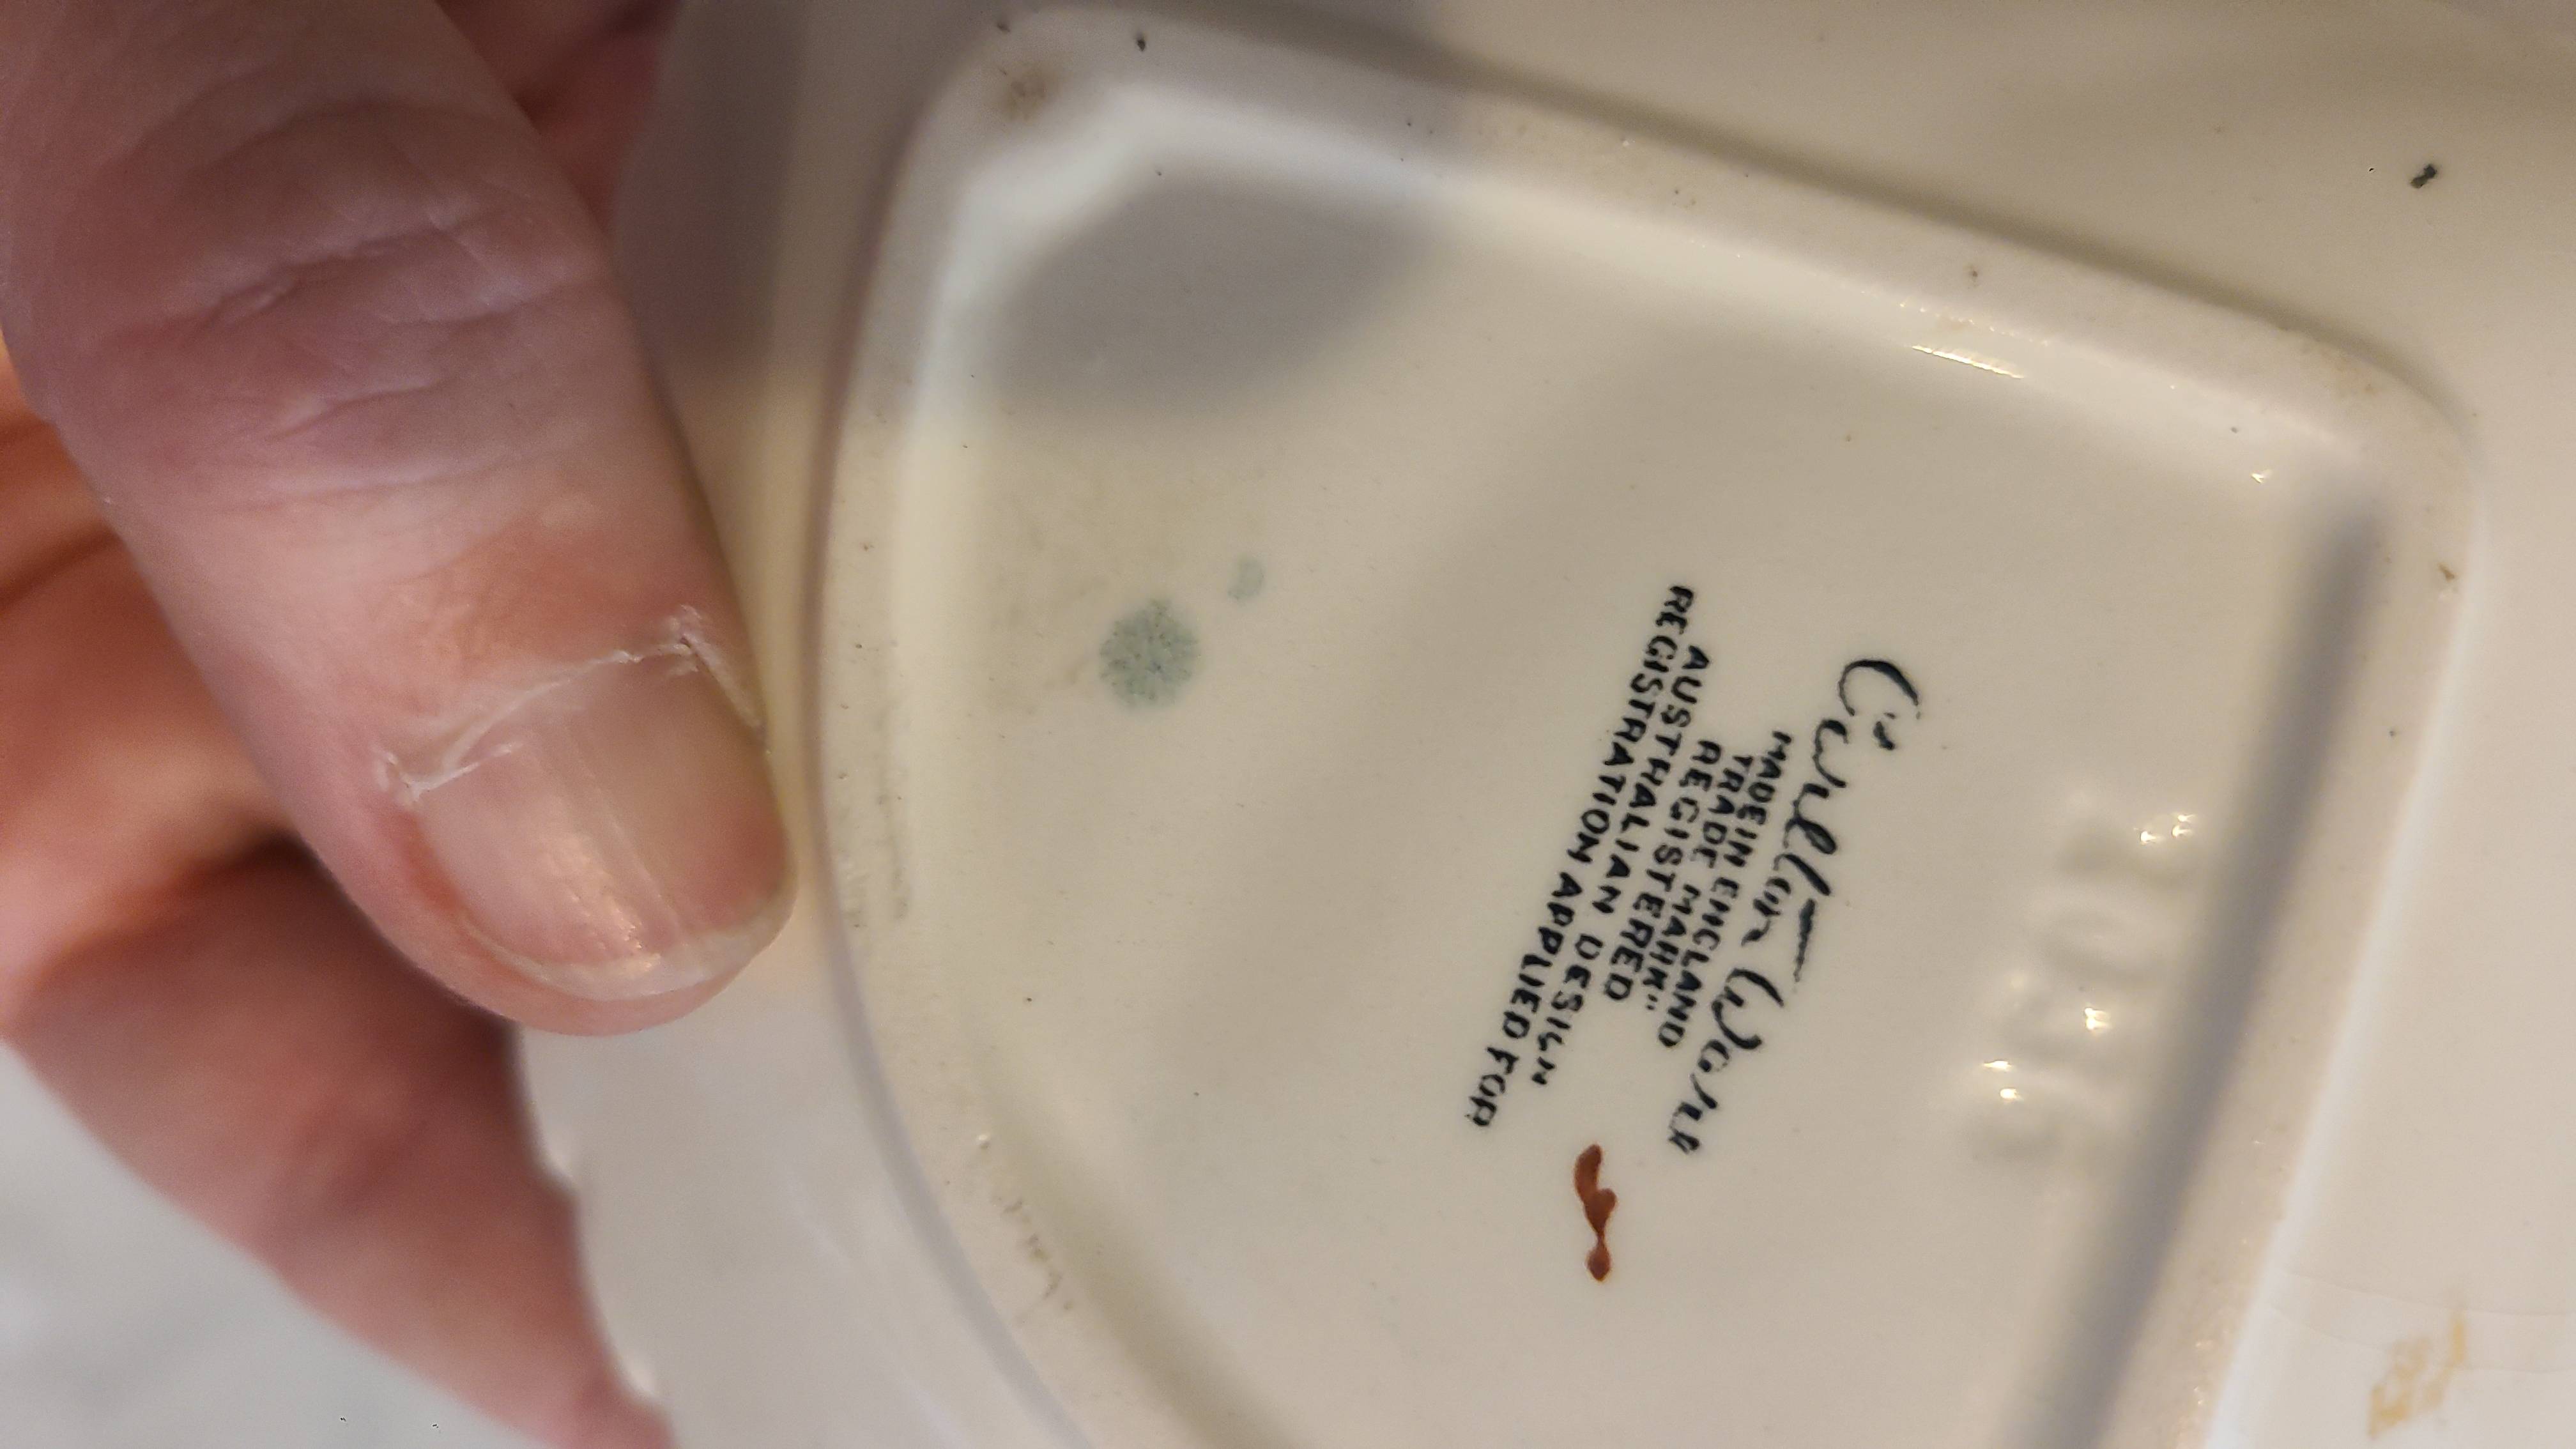 Carlton Ware
MADE IN ENGLAND
TRADE MARK"
REGISTERED
AUSTRALIAN DESIGN
REGISTRATION APPLIED FOR